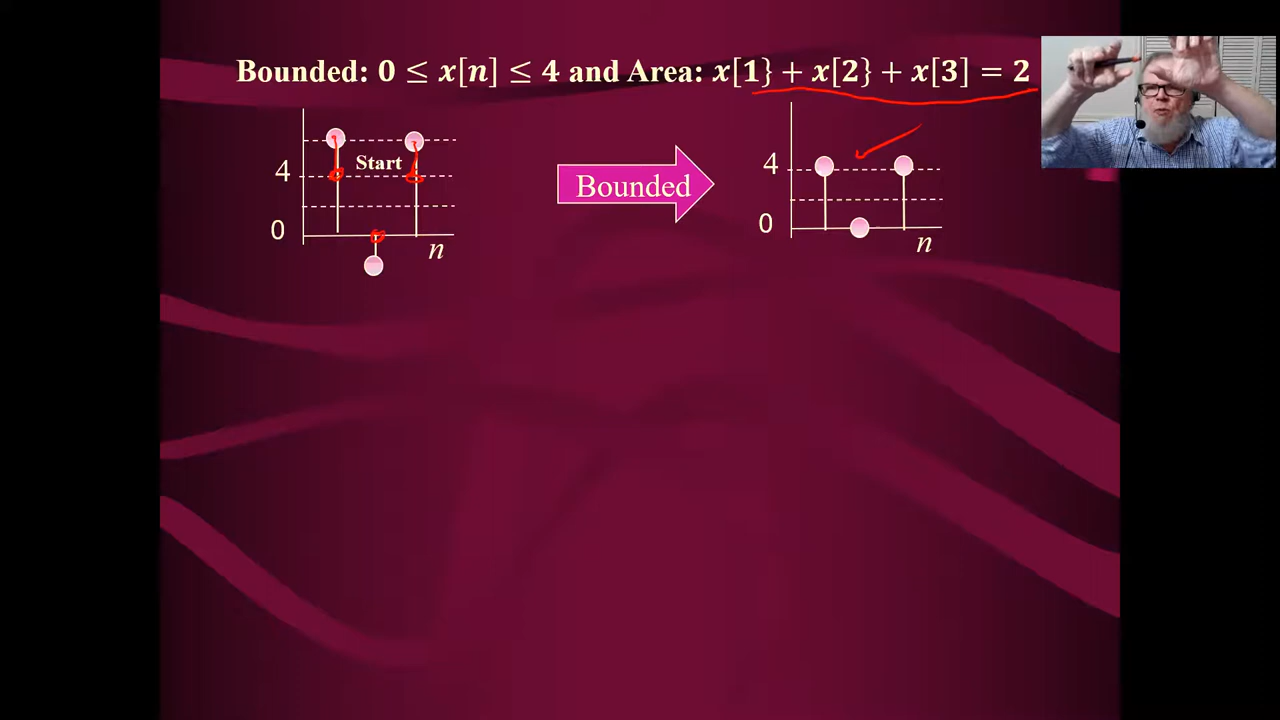 Bounded: 0 ≤ x[n] ≤ 4 and Area: x[1} + x[2} + x[3] = 2
4
Start
0
n
Bounded
4
0
n